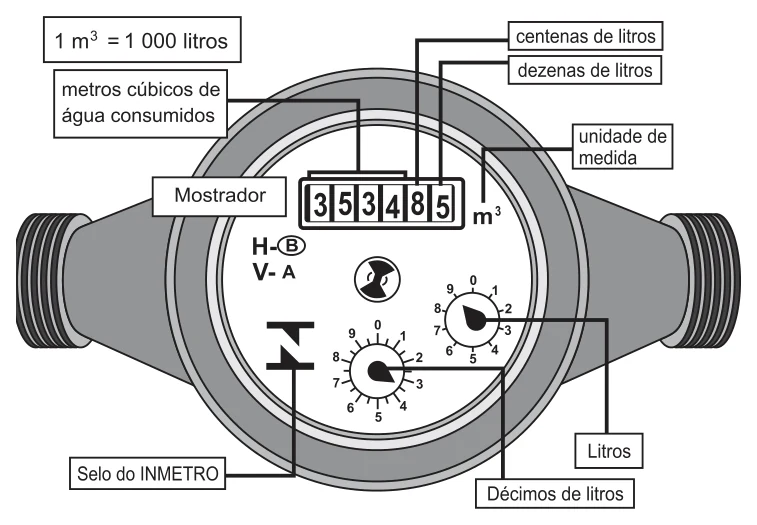 1 m³ = 1 000 litros
centenas de litros
dezenas de litros
metros cúbicos de
água consumidos
unidade de
medida
Mostrador
3 5 3 4 8 5
m³
H-B
V- A
0 1 2 3 4 5 6 7 8 9
0 1 2 3 4 5 6 7 8 9
Litros
Selo do INMETRO
Décimos de litros